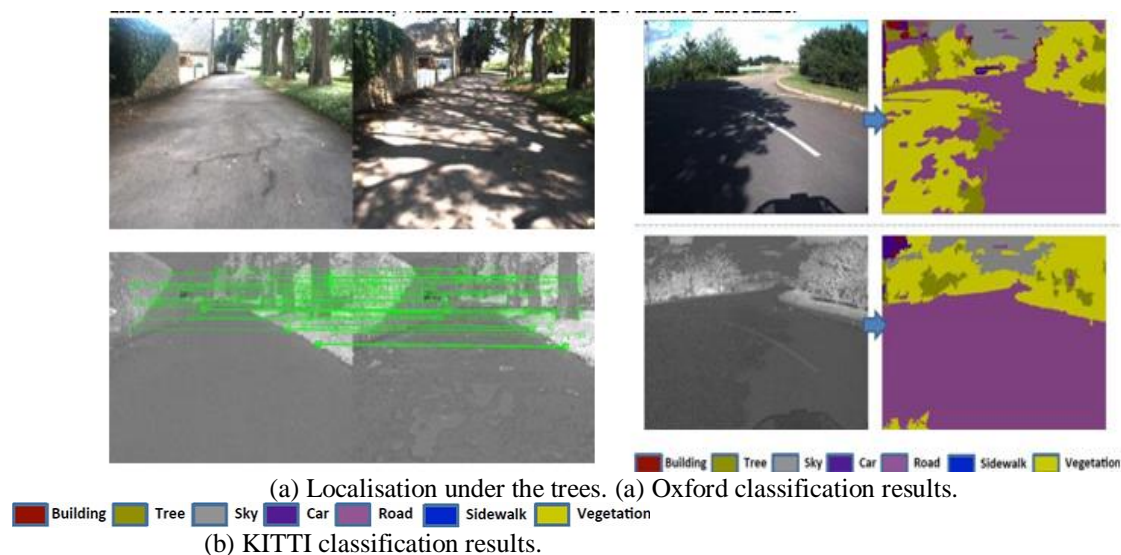 Building Tree Sky Car Road Sidewalk Vegetation
(a) Localisation under the trees. (a) Oxford classification results.
Building Tree Sky Car Road Sidewalk Vegetation
(b) KITTI classification results.